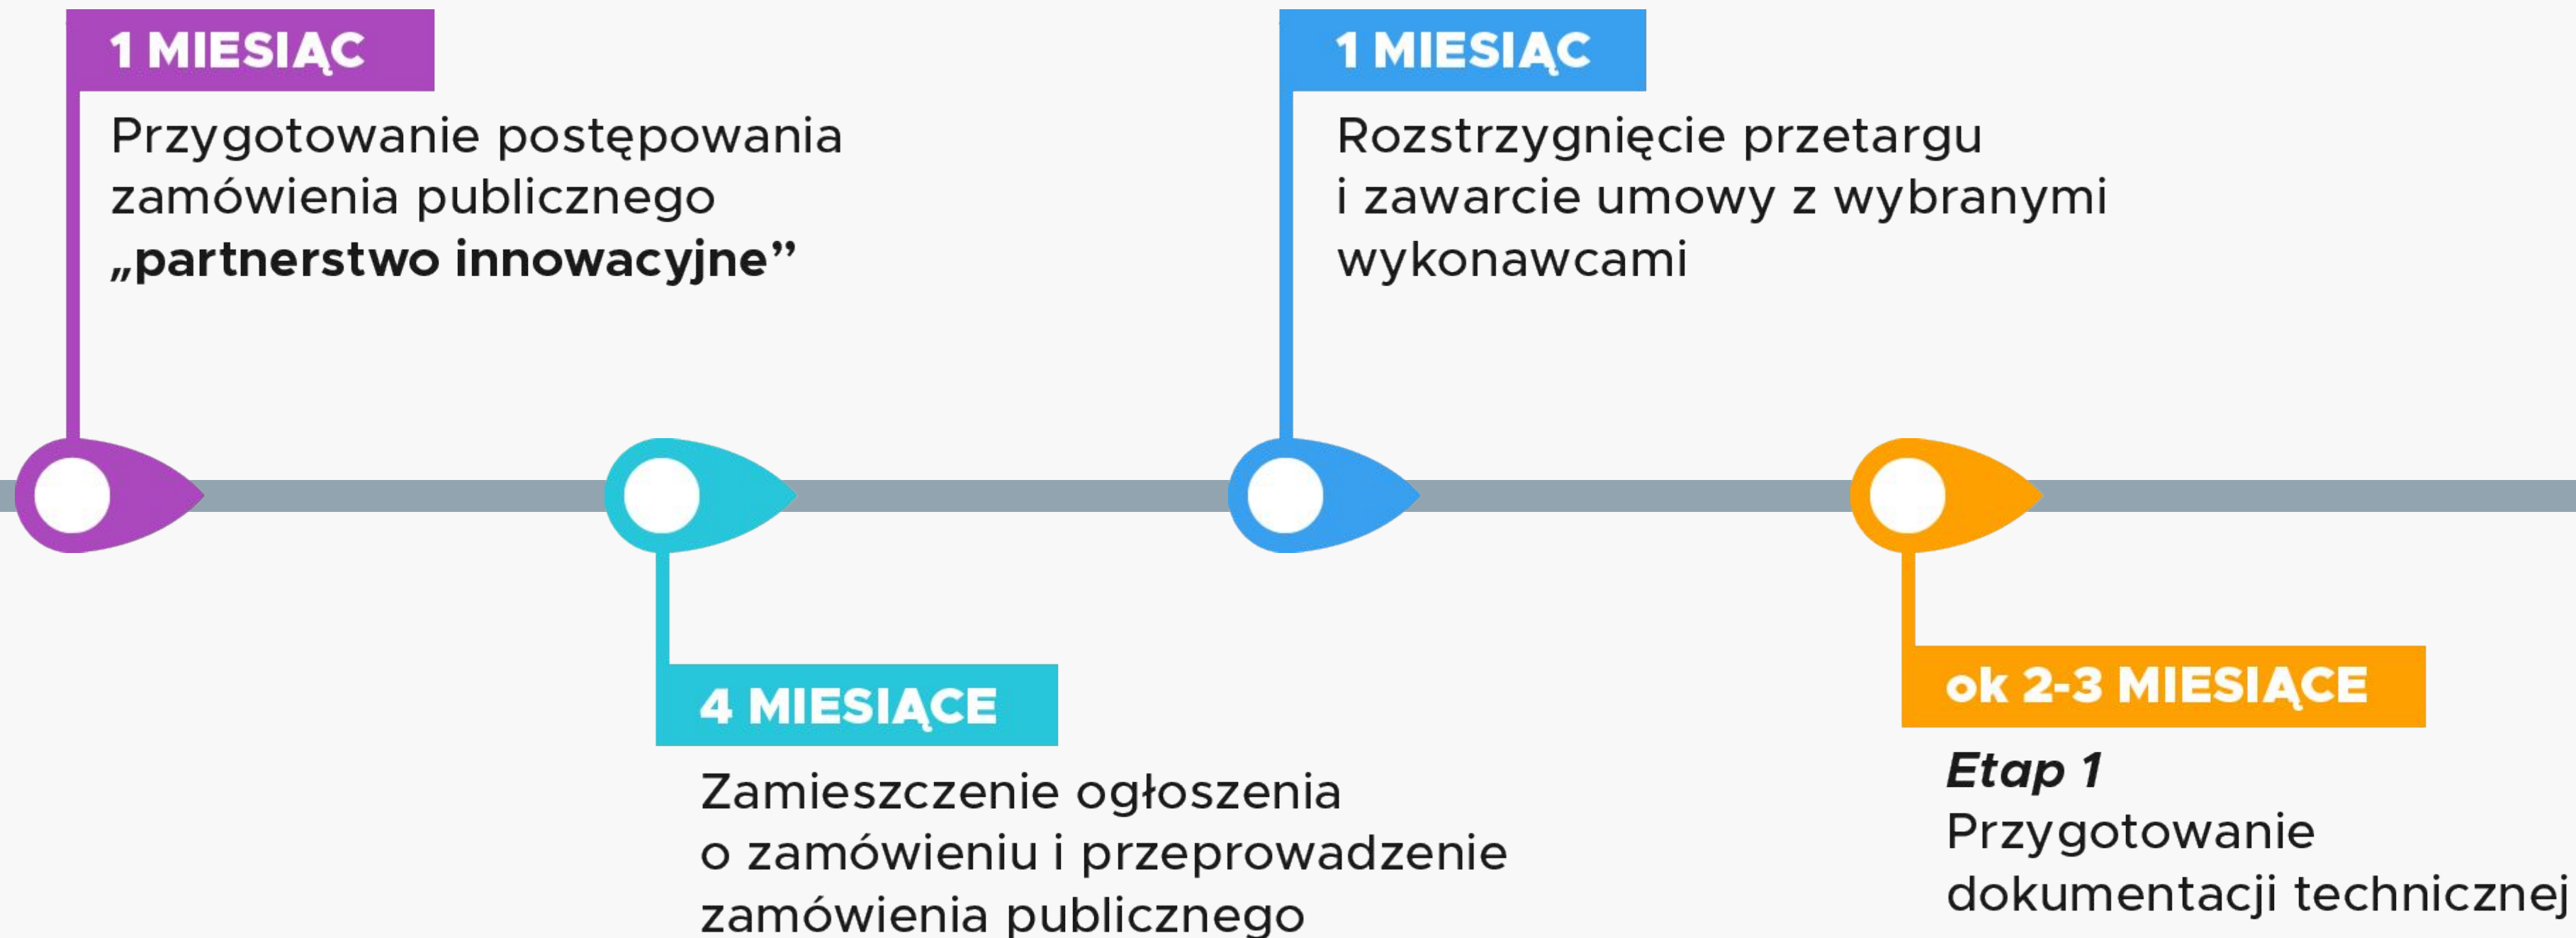 1 MIESIĄC
Przygotowanie postępowania
zamówienia publicznego
„partnerstwo innowacyjne”
4 MIESIĄCE
Zamieszczenie ogłoszenia
o zamówieniu i przeprowadzenie
zamówienia publicznego
1 MIESIĄC
Rozstrzygnięcie przetargu
i zawarcie umowy z wybranymi
wykonawcami
ok 2-3 MIESIĄCE
Etap 1
Przygotowanie
dokumentacji technicznej